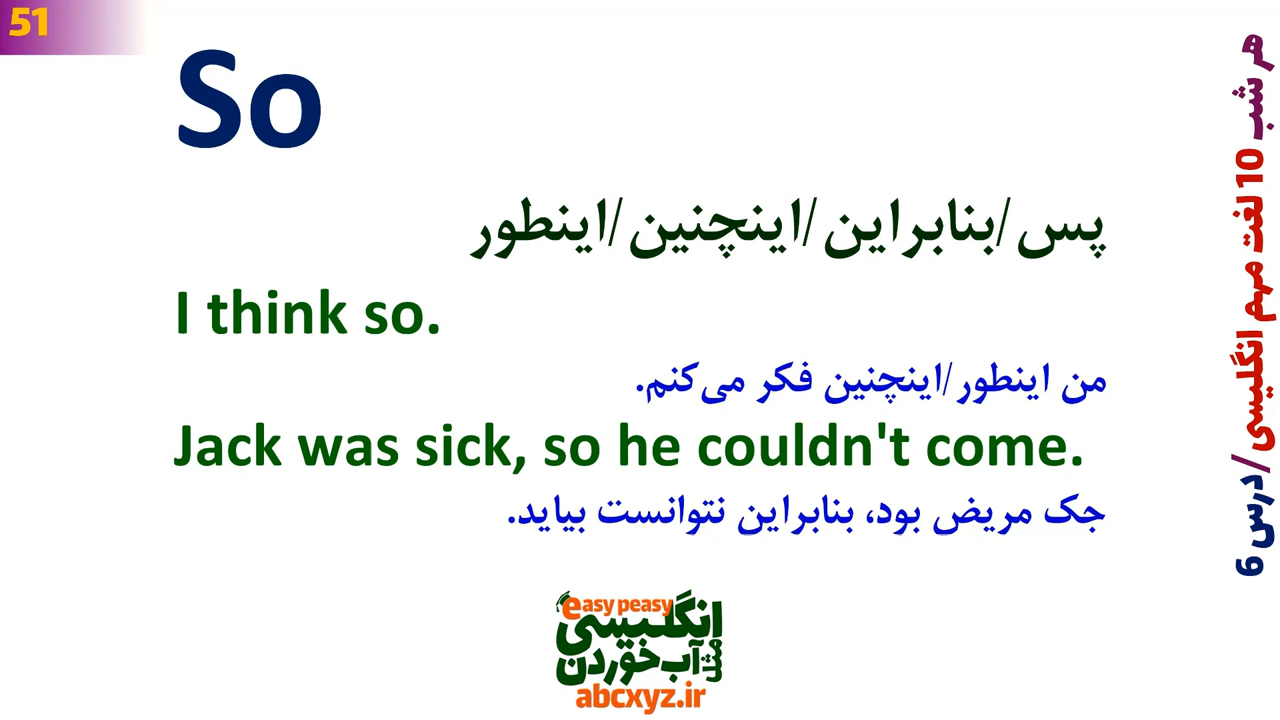 51
So
پس/بنابراین/اینچنین/اینطور
I think so.
من اینطور/اینچنین فکر می‌کنم.
Jack was sick, so he couldn't come.
جک مریض بود، بنابراین نتوانست بیاید.
هر شب 10 لغت مهم انگلیسی/درس 6
easy peasy
انگلیسی
مثل آب خوردن
abcxyz.ir